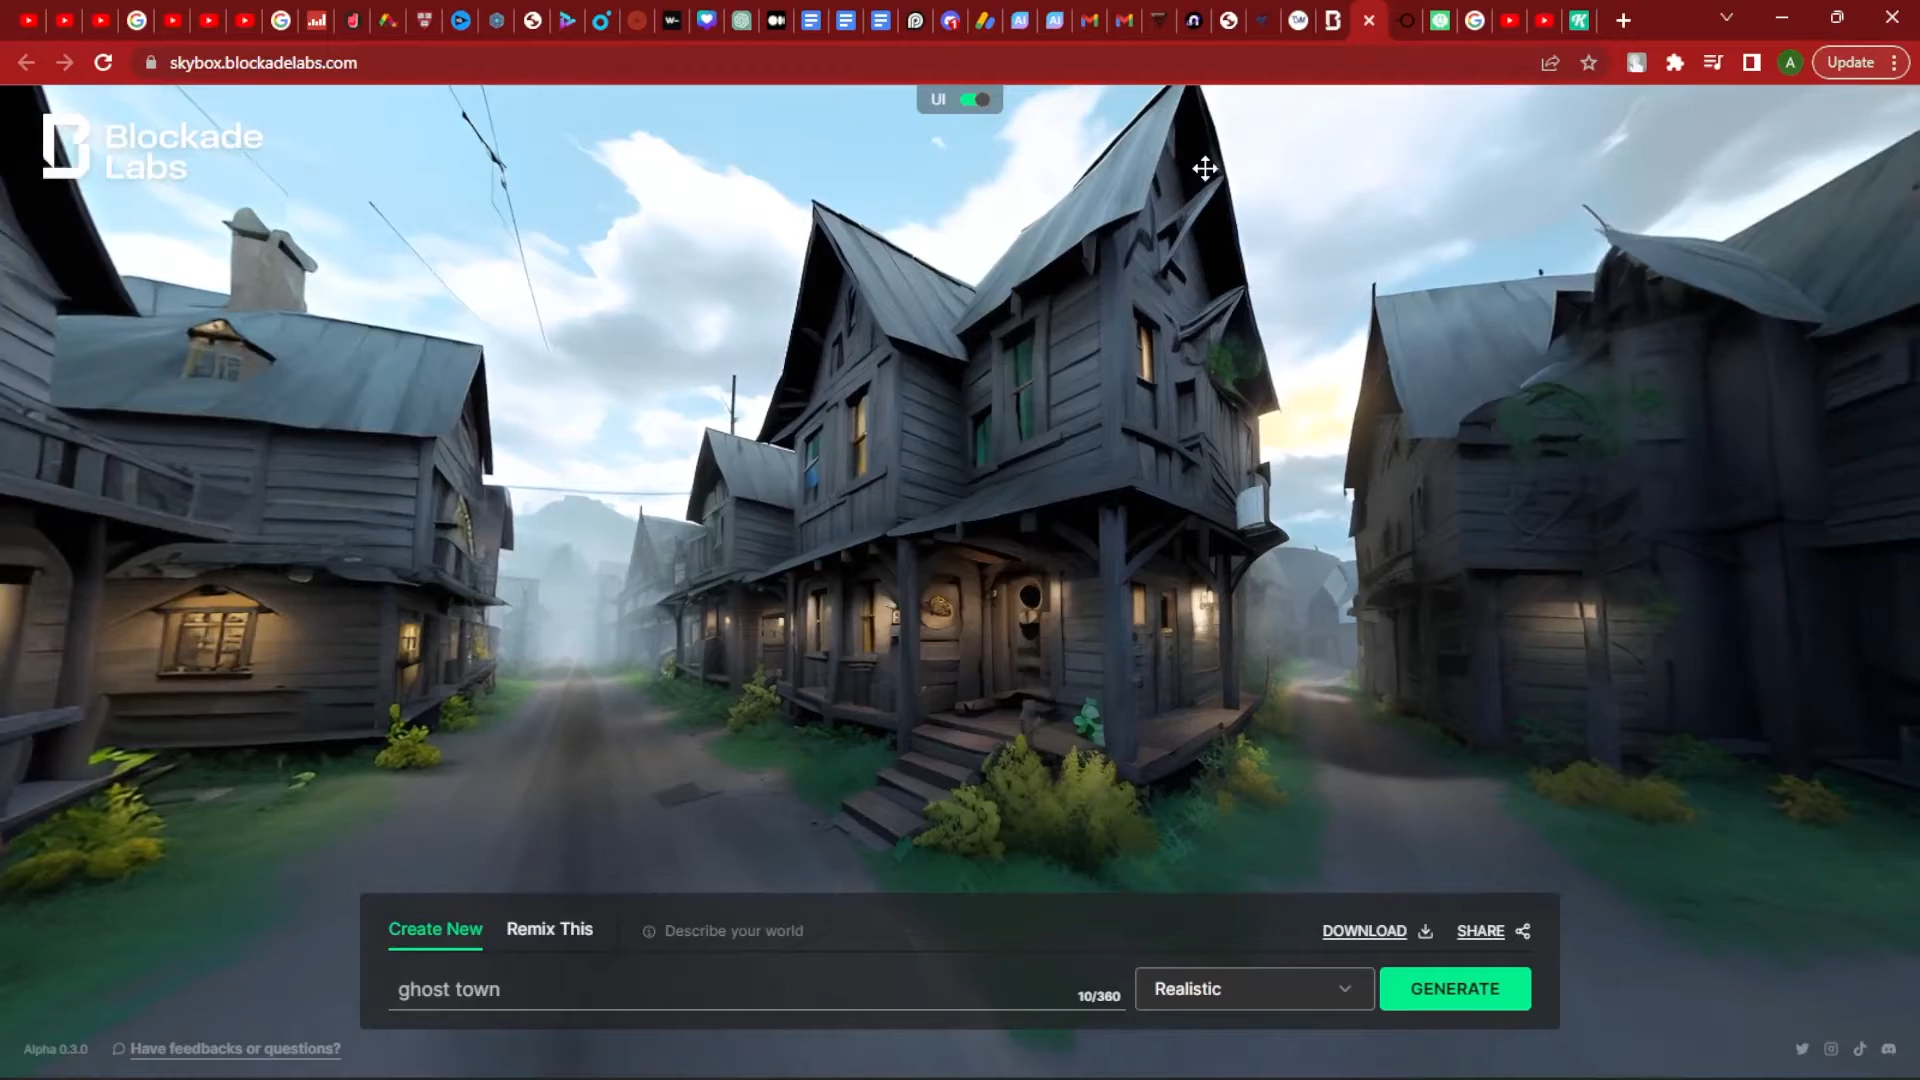 skybox.blockadelabs.com
A
Update
UI
Blockade
Labs
Create New
Remix This
Describe your world
DOWNLOAD
SHARE
ghost town
10/360
Realistic
GENERATE
Alpha 0.3.0
Have feedbacks or questions?